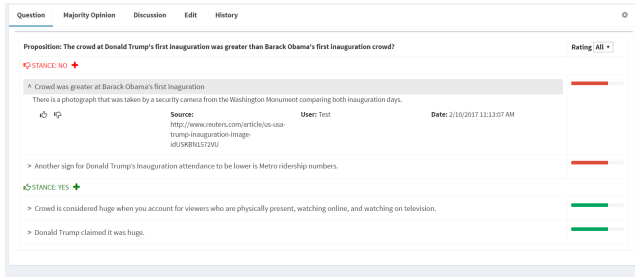 Question Majority Opinion Discussion Edit History
Proposition: The crowd at Donald Trump's first inauguration was greater than Barack Obama's first inauguration crowd? Rating All
STANCE: NO
Crowd was greater at Barack Obama's first Inaguration
There is a photograph that was taken by a security camera from the Washington Monument comparing both inauguration days.
Source: User: Test Date: 2/10/2017 11:13:07 AM
http://www.reuters.com/article/us-usa-
trump-inauguration-image-
idUSKBN1572VU
> Another sign for Donald Trump's Inauguration attendance to be lower is Metro ridership numbers.
STANCE: YES
> Crowd is considered huge when you account for viewers who are physically present, watching online, and watching on television.
> Donald Trump claimed it was huge.